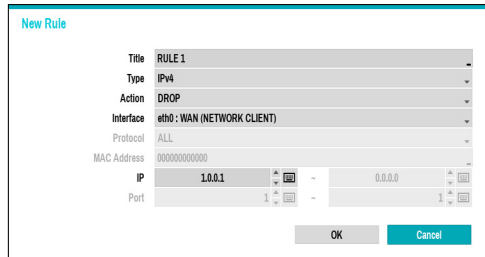 New Rule
Title RULE 1
Type IPv4
Action DROP
Interface eth0 : WAN (NETWORK CLIENT)
Protocol ALL
MAC Address 000000000000
IP 1.0.0.1 ~ 0.0.0.0
Port 1 ~ 1
OK Cancel